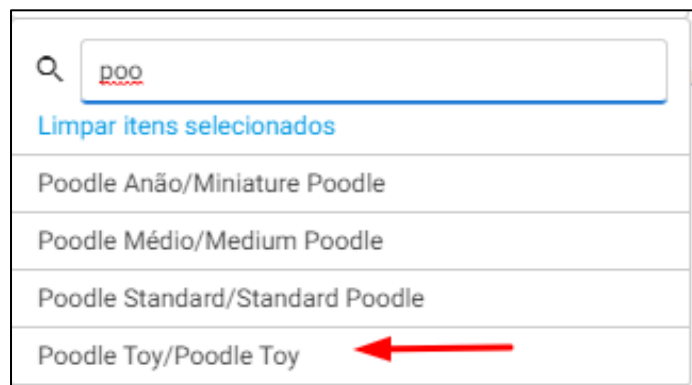 poo
Limpar itens selecionados
Poodle Anão/Miniature Poodle
Poodle Médio/Medium Poodle
Poodle Standard/Standard Poodle
Poodle Toy/Poodle Toy